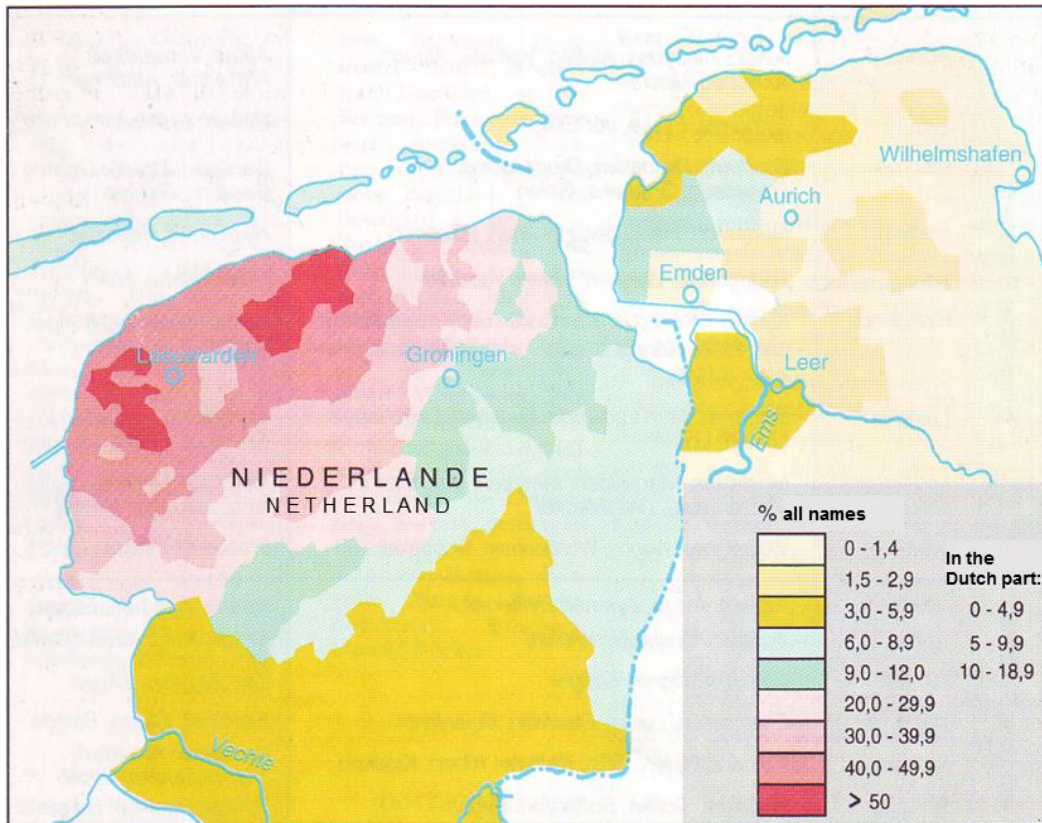 Wilhelmshafen
Aurich
Emden
Leeuwarden
Groningen
Leer
Ems
NIEDERLANDE
NETHERLAND
Vechte
% all names
0 - 1,4
1,5 - 2,9
3,0 - 5,9
6,0 - 8,9
9,0 - 12,0
20,0 - 29,9
30,0 - 39,9
40,0 - 49,9
> 50
In the
Dutch part:
0 - 4,9
5 - 9,9
10 - 18,9